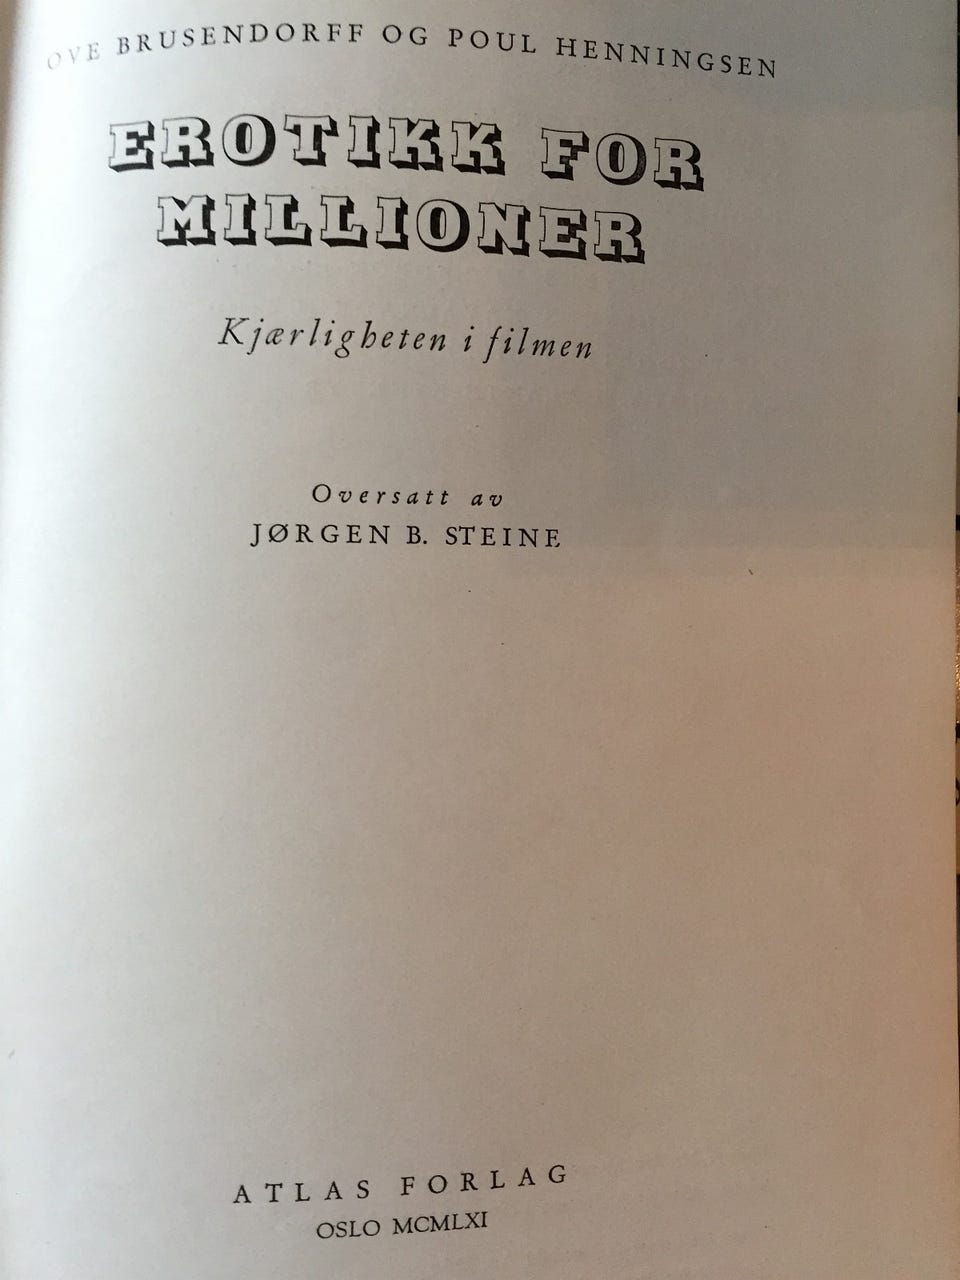 OVE BRUSENDORFF OG POUL HENNINGSEN
EROTIKK FOR
MILLIONER
Kjærligheten i filmen
Oversatt av
JØRGEN B. STEINE
ATLAS FORLAG
OSLO MCMLXI